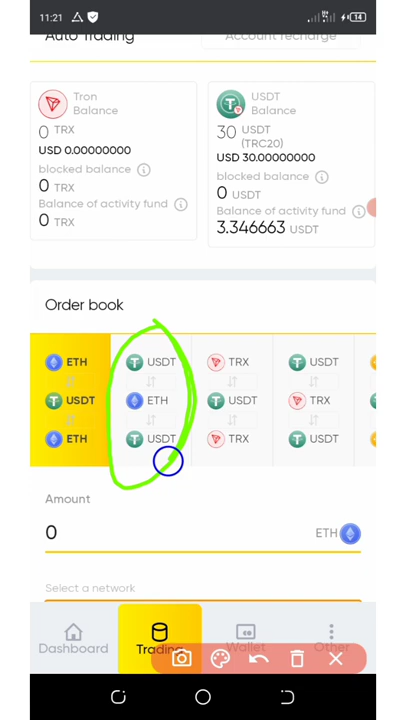 11:21
14
Auto Trading
Account recharge
Tron
Balance
0 TRX
USD 0.00000000
blocked balance
0 TRX
Balance of activity fund
0 TRX
USDT
Balance
30 USDT
(TRC20)
USD 30.00000000
blocked balance
0 USDT
Balance of activity fund
3.346663 USDT
Order book
ETH
USDT
ETH
USDT
ETH
USDT
TRX
USDT
TRX
USDT
TRX
USDT
Amount
0
ETH
Select a network
Dashboard
Trading
Wallet
Other